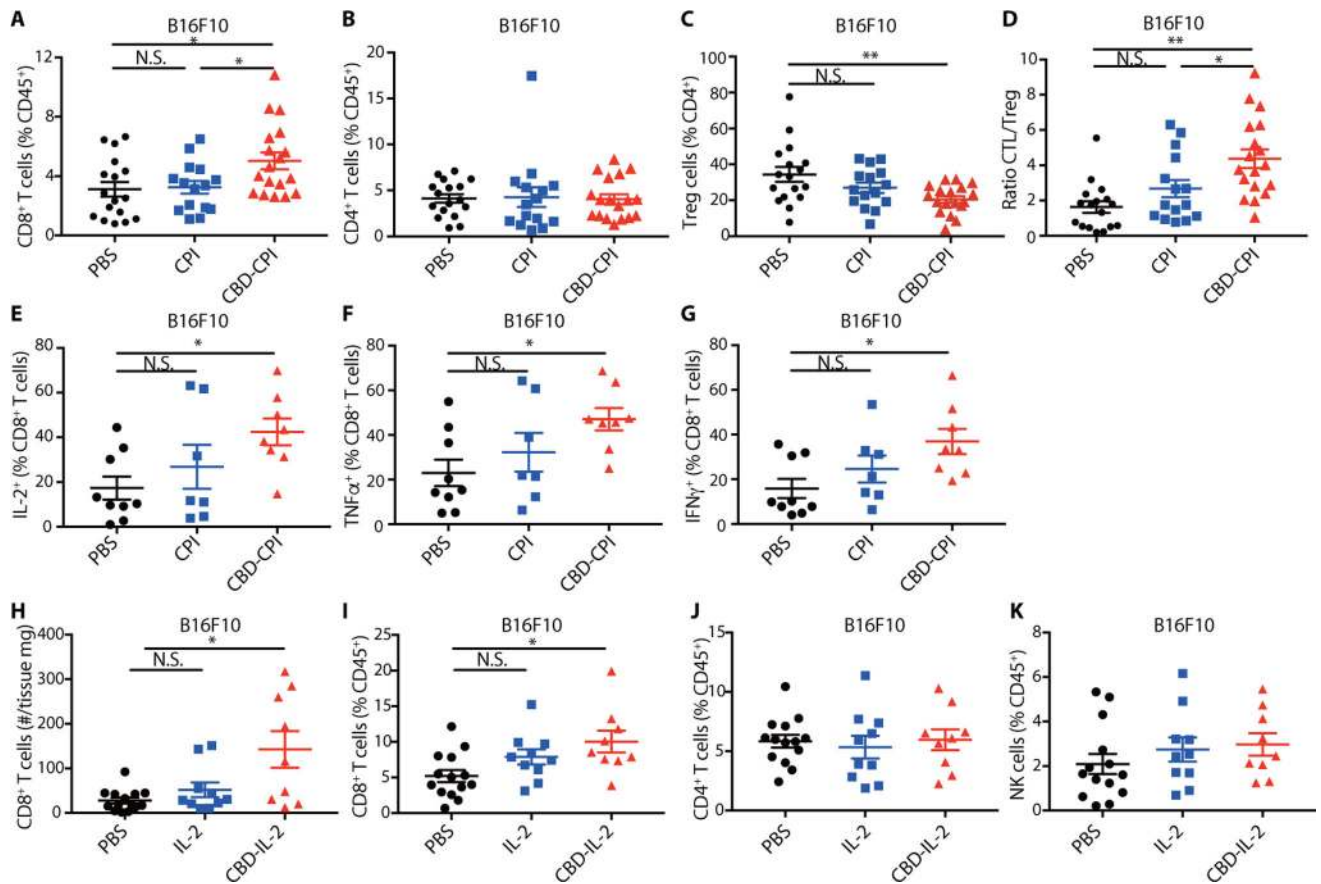 A
B16F10
*
N.S.
*
CD8+ T cells (% CD45+)
12
8
4
0
PBS
CPI
CBD-CPI
B
B16F10
CD4+ T cells (% CD45+)
20
15
10
5
0
PBS
CPI
CBD-CPI
C
B16F10
**
N.S.
Treg cells (% CD4+)
100
80
60
40
20
0
PBS
CPI
CBD-CPI
D
B16F10
**
N.S.
*
Ratio CTL/Treg
10
8
6
4
2
0
PBS
CPI
CBD-CPI
E
B16F10
*
N.S.
IL-2+ (% CD8+ T cells)
80
60
40
20
0
PBS
CPI
CBD-CPI
F
B16F10
*
N.S.
TNFα+ (% CD8+ T cells)
80
60
40
20
0
PBS
CPI
CBD-CPI
G
B16F10
*
N.S.
IFNγ+ (% CD8+ T cells)
80
60
40
20
0
PBS
CPI
CBD-CPI
H
B16F10
*
N.S.
CD8+ T cells (#/tissue mg)
400
300
200
100
0
PBS
IL-2
CBD-IL-2
I
B16F10
*
N.S.
CD8+ T cells (% CD45+)
25
20
15
10
5
0
PBS
IL-2
CBD-IL-2
J
B16F10
CD4+ T cells (% CD45+)
15
10
5
0
PBS
IL-2
CBD-IL-2
K
B16F10
NK cells (% CD45+)
8
6
4
2
0
PBS
IL-2
CBD-IL-2